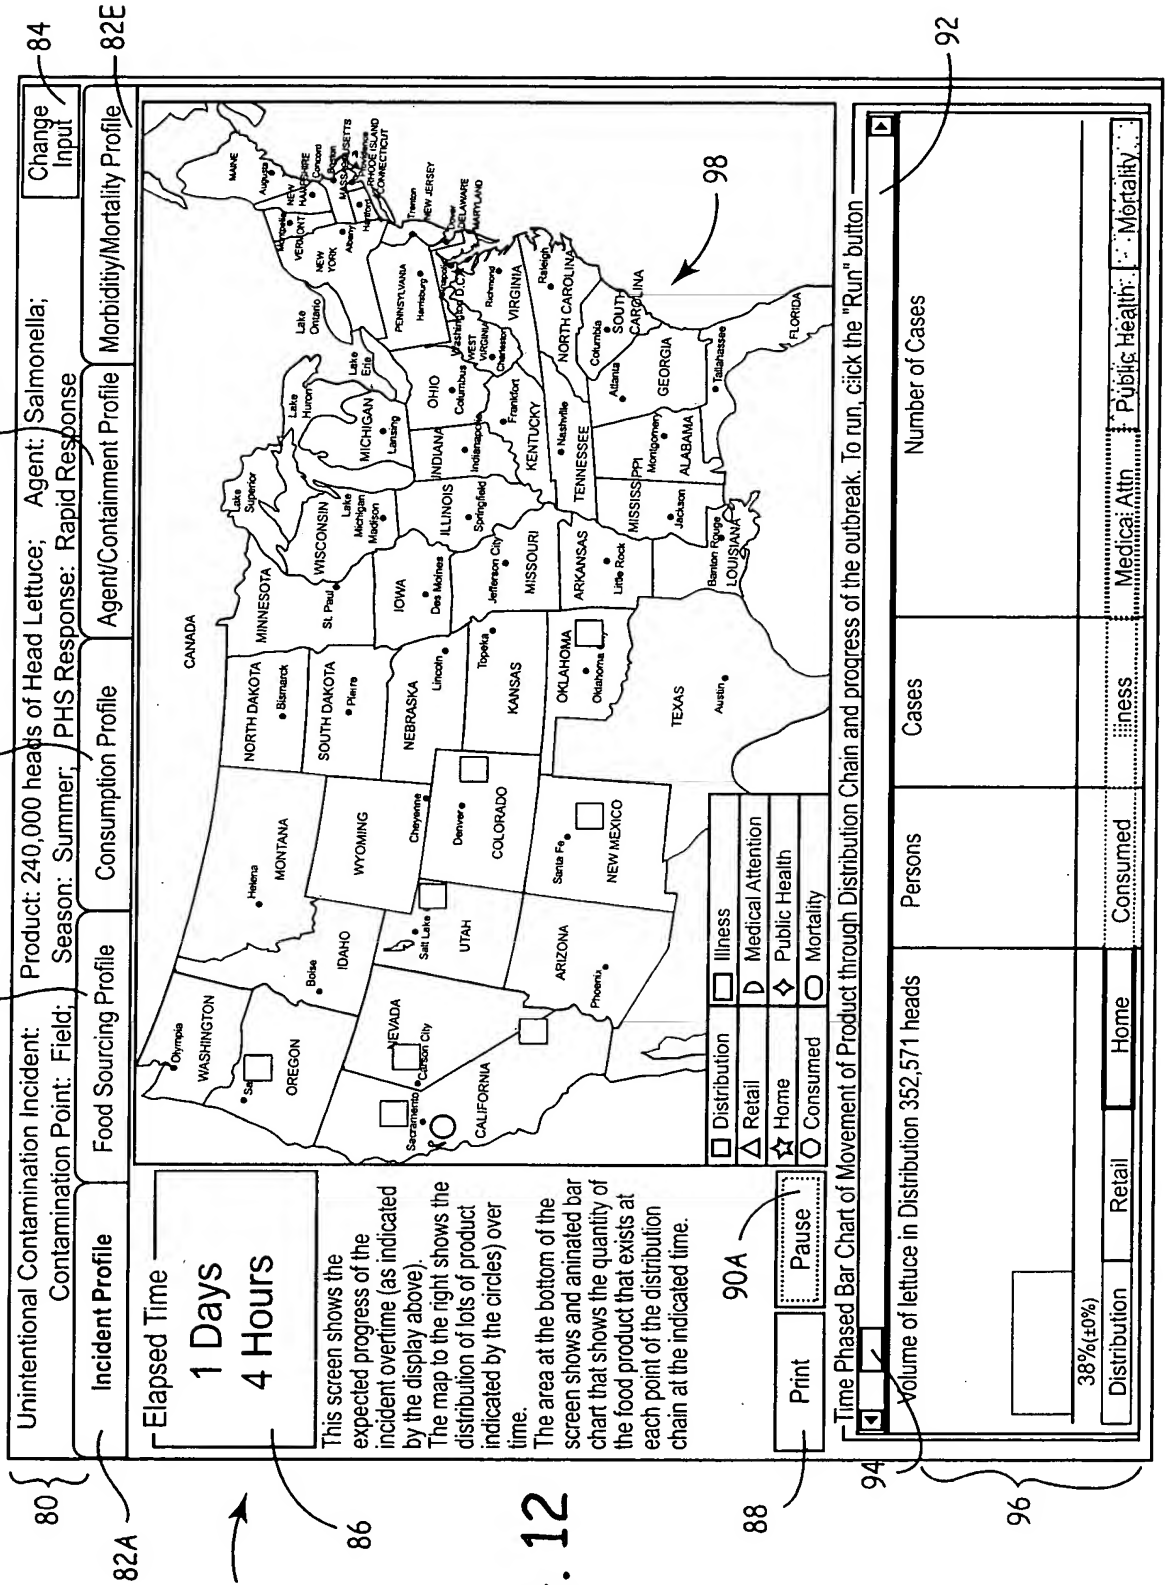 Unintentional Contamination Incident: Product: 240,000 heads of Head Lettuce; Agent: Salmonella;
Contamination Point: Field; Season: Summer; PHS Response: Rapid Response
Change
Input
84
80
Incident Profile
Food Sourcing Profile
Consumption Profile
Agent/Containment Profile
Morbiditiy/Mortality Profile
82E
82A
Elapsed Time
1 Days
4 Hours
86
This screen shows the
expected progress of the
incident overtime (as indicated
by the display above).
The map to the right shows the
distribution of lots of product
indicated by the circles) over
time.
The area at the bottom of the
screen shows and aninated bar
chart that shows the quantity of
the food product that exists at
each point of the distribution
chain at the indicated time.
. 12
90A
Print
Pause
88
CANADA
Olympia
WASHINGTON
Sa
OREGON
Boise
IDAHO
Helena
MONTANA
WYOMING
Cheyenne
NEVADA
Carson City
Sacramento
CALIFORNIA
Salt Lake
UTAH
ARIZONA
Phoenix
Denver
COLORADO
Santa Fe
NEW MEXICO
NORTH DAKOTA
Bismarck
SOUTH DAKOTA
Pierre
NEBRASKA
Lincoln
Topeka
KANSAS
OKLAHOMA
Oklahoma
TEXAS
Austin
MINNESOTA
St. Paul
IOWA
Des Moines
Jefferson City
MISSOURI
ARKANSAS
Little Rock
Banton Rouge
LOUISIANA
Lake
Superior
WISCONSIN
Lake
Michigan
Madison
ILLINOIS
Springfield
MICHIGAN
Lansing
Lake
Huron
INDIANA
Indianapolis
OHIO
Columbus
KENTUCKY
Frankfort
TENNESSEE
Nashville
MISSISSIPPI
Jackson
Montgomery
ALABAMA
GEORGIA
Atlanta
Tallahassee
FLORIDA
Columbia
SOUTH
CAROLINA
NORTH CAROLINA
Raleigh
VIRGINIA
Richmond
WEST
VIRGINIA
Charleston
Washington D.C.
Lake
Erie
Lake
Ontario
PENNSYLVANIA
Harrisburg
NEW
YORK
Albany
VERMONT
Montpelier
NEW
HAMPSHIRE
Concord
MAINE
Augusta
Boston
MASSACHUSETTS
Providence
RHODE ISLAND
CONNECTICUT
Hartford
Trenton
NEW JERSEY
Dover
DELAWARE
MARYLAND
98
Distribution
Illness
Retail
Medical Attention
Home
Public Health
Consumed
Mortality
Time Phased Bar Chart of Movement of Product through Distribution Chain and progress of the outbreak. To run, click the "Run" button
92
94
Volume of lettuce in Distribution 352,571 heads
Persons
Cases
Number of Cases
38%(±0%)
Distribution
Retail
Home
Consumed
Illness
Medical Attn
Public Health
Mortality
96